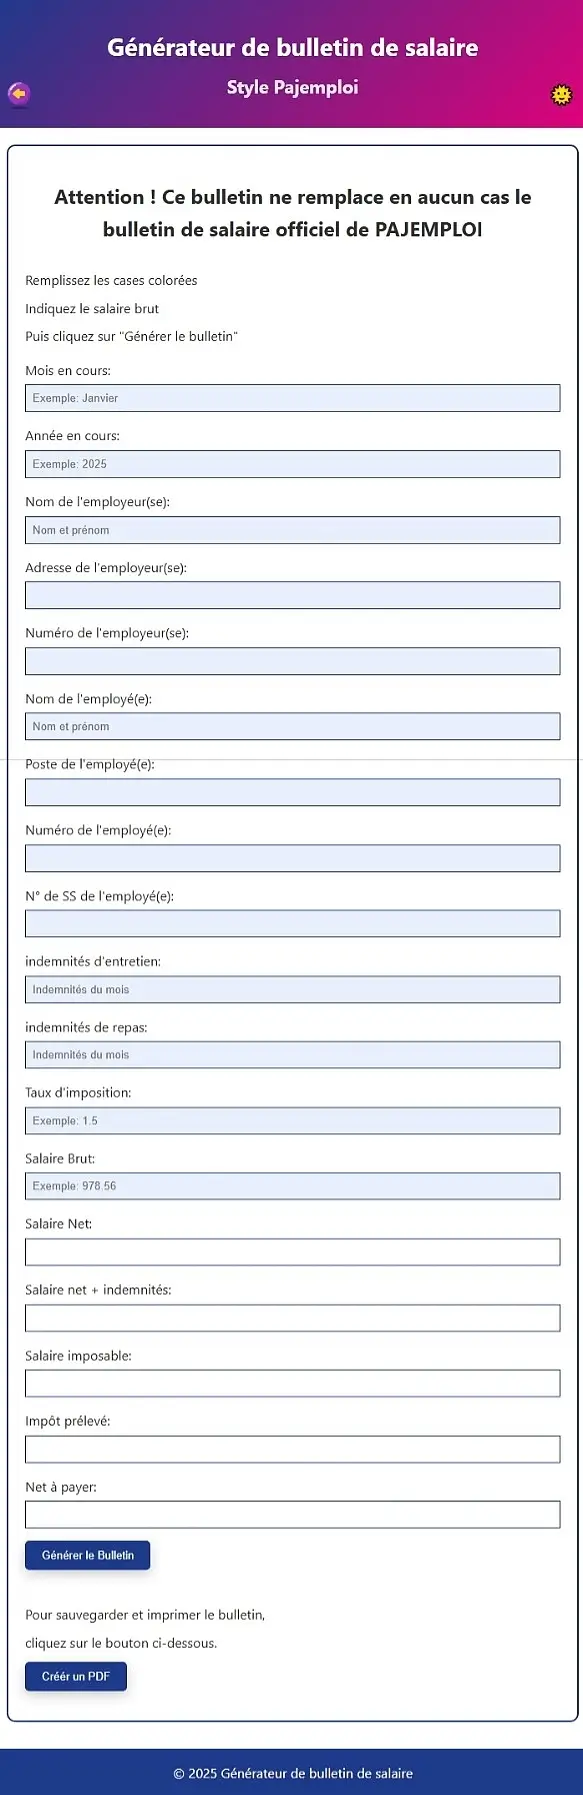 Générateur de bulletin de salaire
Style Pajemploi
Attention ! Ce bulletin ne remplace en aucun cas le
bulletin de salaire officiel de PAJEMPLOI
Remplissez les cases colorées
Indiquez le salaire brut
Puis cliquez sur "Générer le bulletin"
Mois en cours:
Exemple: Janvier
Année en cours:
Exemple: 2025
Nom de l'employeur(se):
Nom et prénom
Adresse de l'employeur(se):
Numéro de l'employeur(se):
Nom de l'employé(e):
Nom et prénom
Poste de l'employé(e):
Numéro de l'employé(e):
N° de SS de l'employé(e):
indemnités d'entretien:
Indemnités du mois
indemnités de repas:
Indemnités du mois
Taux d'imposition:
Exemple: 1.5
Salaire Brut:
Exemple: 978.56
Salaire Net:
Salaire net + indemnités:
Salaire imposable:
Impôt prélevé:
Net à payer:
Générer le Bulletin
Pour sauvegarder et imprimer le bulletin,
cliquez sur le bouton ci-dessous.
Créér un PDF
© 2025 Générateur de bulletin de salaire